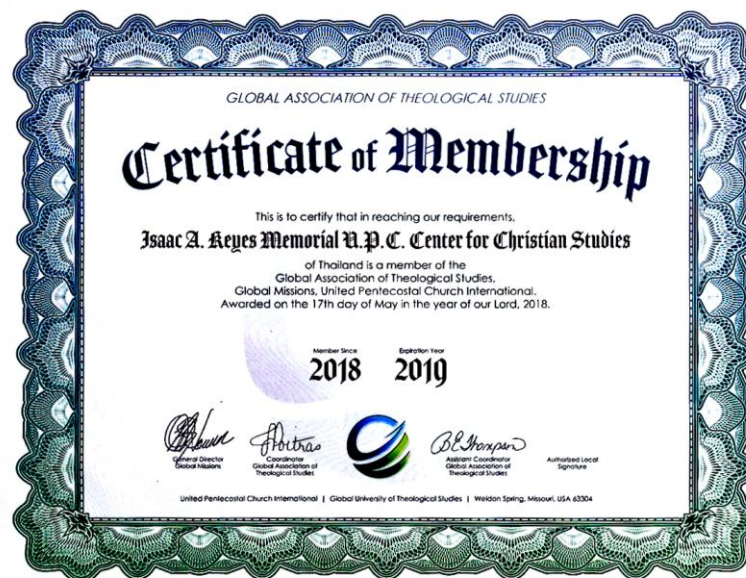 GLOBAL ASSOCIATION OF THEOLOGICAL STUDIES
Certificate of Membership
This is to certify that in reaching our requirements,
Isaac A. Keyes Memorial U.P.C. Center for Christian Studies
of Thailand is a member of the
Global Association of Theological Studies,
Global Missions, United Pentecostal Church International.
Awarded on the 17th day of May in the year of our Lord, 2018.
Member Since Expiration Year
2018 2019
General Director
Global Missions
Coordinator
Global Association of
Theological Studies
Assistant Coordinator
Global Association of
Theological Studies
Authorized Local
Signature
United Pentecostal Church International | Global University of Theological Studies | Weldon Spring, Missouri, USA 63304